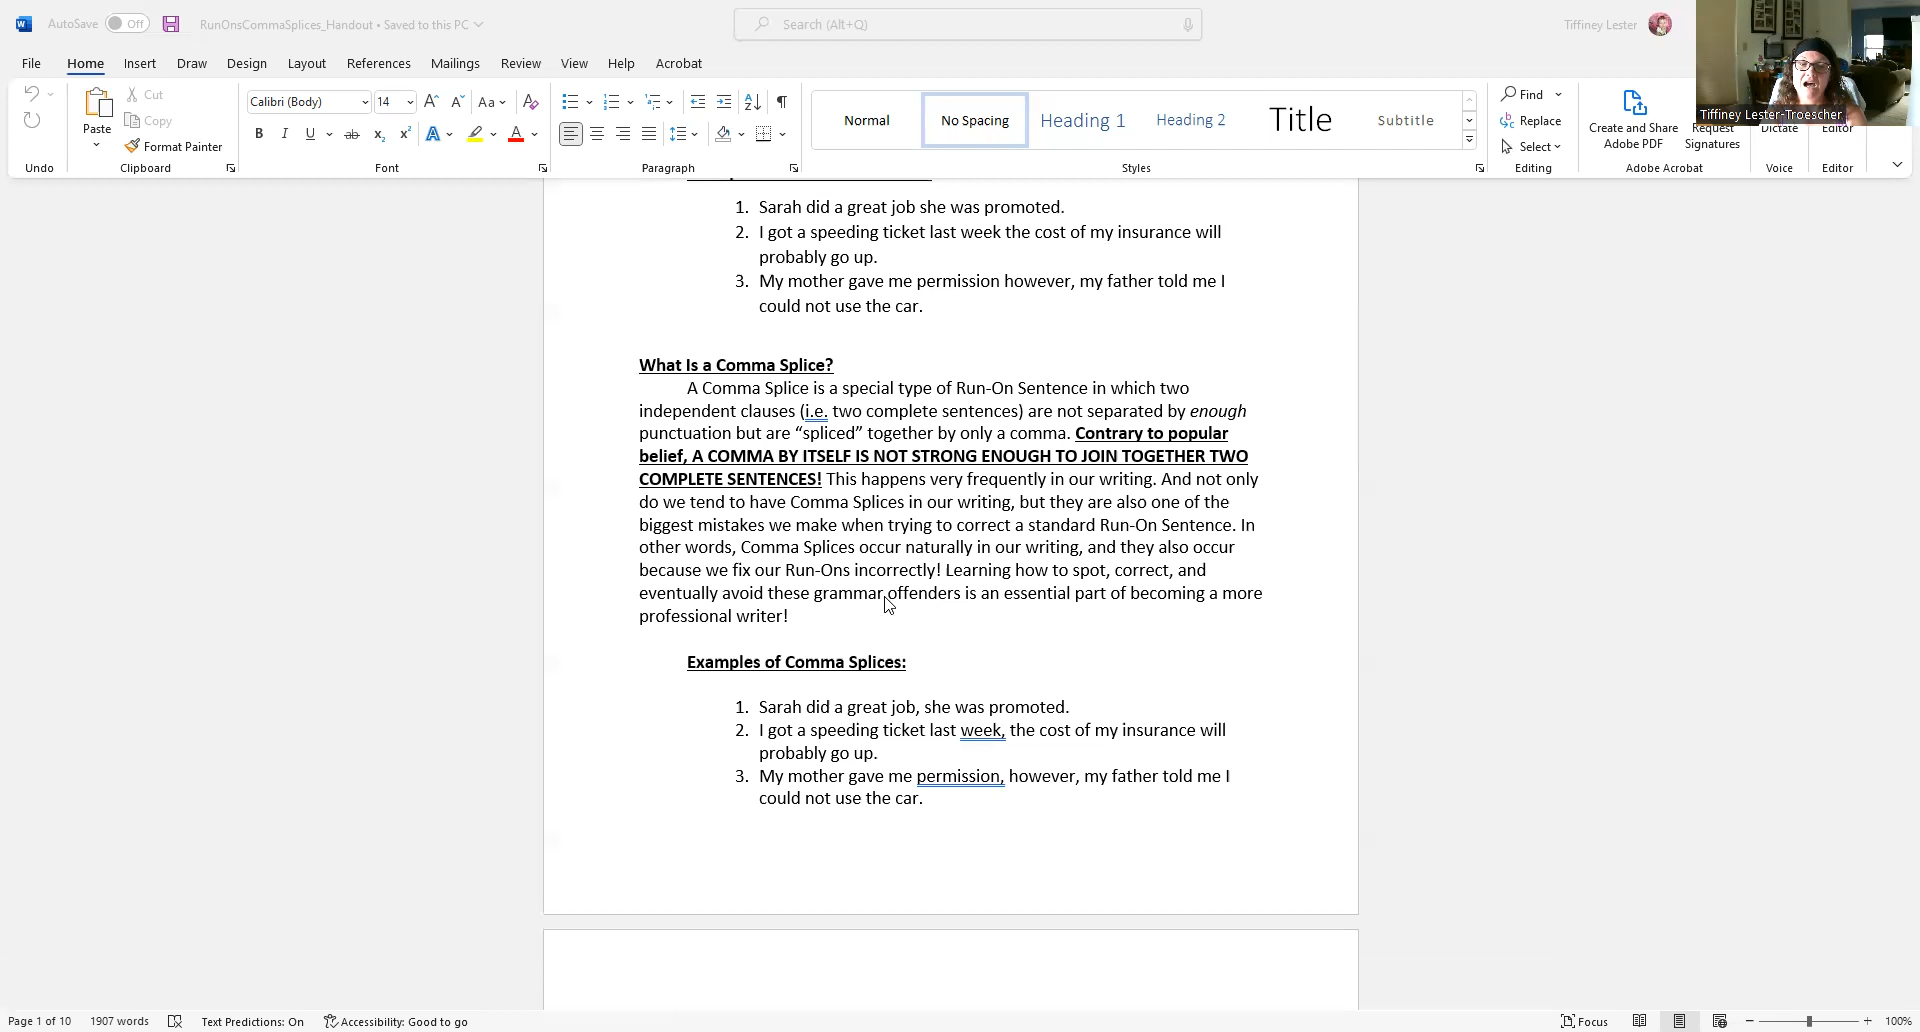 AutoSave Off RunOnsCommaSplices_Handout • Saved to this PC Search (Alt+Q) Tiffiney Lester
File Home Insert Draw Design Layout References Mailings Review View Help Acrobat
Tiffiney Lester-Troescher
Paste Cut
Copy
Format Painter
Calibri (Body) 14 Aa
B I U ab x₂ x² A A
Normal No Spacing Heading 1 Heading 2 Title Subtitle
Find
Replace
Select
Create and Share
Adobe PDF
Request
Signatures
Dictate
Editor
Undo Clipboard Font Paragraph Styles Editing Adobe Acrobat Voice Editor
1. Sarah did a great job she was promoted.
2. I got a speeding ticket last week the cost of my insurance will
probably go up.
3. My mother gave me permission however, my father told me I
could not use the car.
What Is a Comma Splice?
A Comma Splice is a special type of Run-On Sentence in which two
independent clauses (i.e. two complete sentences) are not separated by enough
punctuation but are “spliced” together by only a comma. Contrary to popular
belief, A COMMA BY ITSELF IS NOT STRONG ENOUGH TO JOIN TOGETHER TWO
COMPLETE SENTENCES! This happens very frequently in our writing. And not only
do we tend to have Comma Splices in our writing, but they are also one of the
biggest mistakes we make when trying to correct a standard Run-On Sentence. In
other words, Comma Splices occur naturally in our writing, and they also occur
because we fix our Run-Ons incorrectly! Learning how to spot, correct, and
eventually avoid these grammar offenders is an essential part of becoming a more
professional writer!
Examples of Comma Splices:
1. Sarah did a great job, she was promoted.
2. I got a speeding ticket last week, the cost of my insurance will
probably go up.
3. My mother gave me permission, however, my father told me I
could not use the car.
Page 1 of 10 1907 words Text Predictions: On Accessibility: Good to go Focus 100%